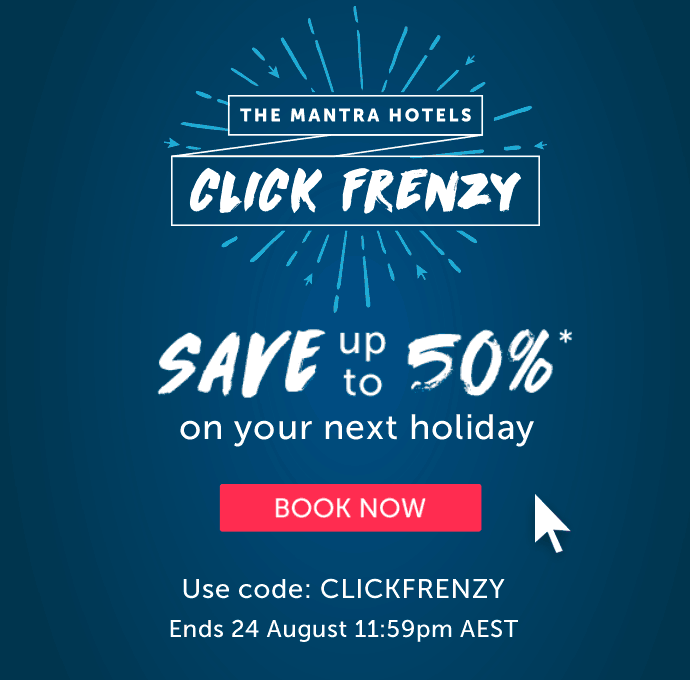 THE MANTRA HOTELS
CLICK FRENZY
SAVE up to 50%*
on your next holiday
BOOK NOW
Use code: CLICKFRENZY
Ends 24 August 11:59pm AEST